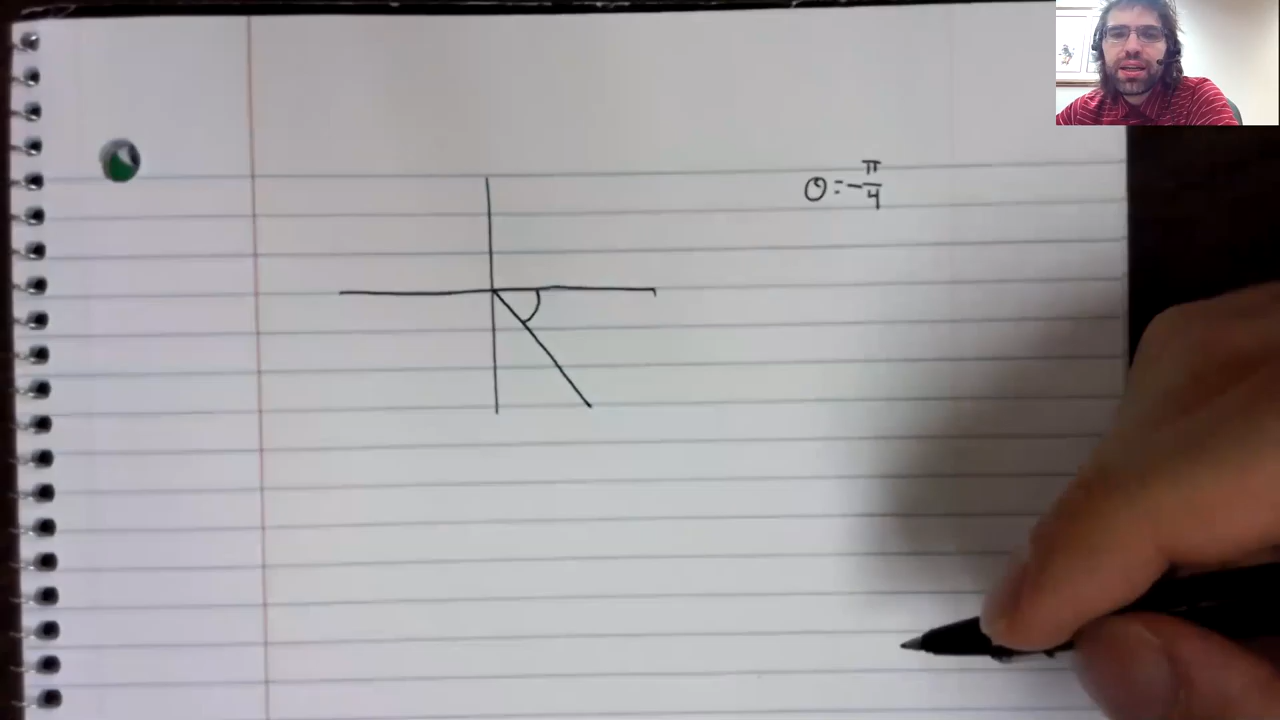 θ = -π/4